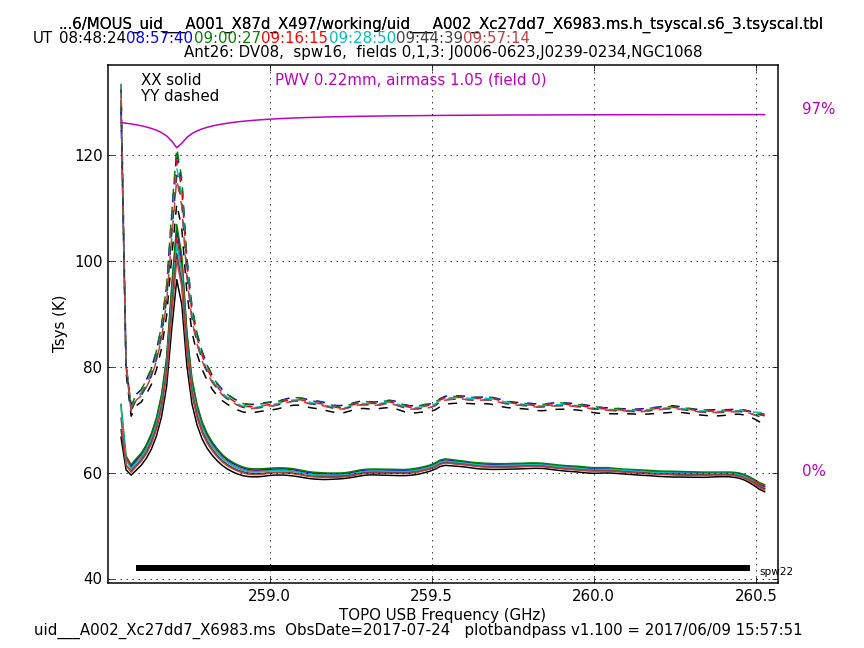 ...6/MOUS_uid___A001_X87d_X497/working/uid___A002_Xc27dd7_X6983.ms.h_tsyscal.s6_3.tsyscal.tbl
UT 08:48:24 08:57:40 09:00:27 09:16:15 09:28:50 09:44:39 09:57:14
Ant26: DV08, spw16, fields 0,1,3: J0006-0623,J0239-0234,NGC1068
XX solid
PWV 0.22mm, airmass 1.05 (field 0)
YY dashed
97%
120
100
Tsys (K)
80
60
0%
40
spw22
259.0 259.5 260.0 260.5
TOPO USB Frequency (GHz)
uid___A002_Xc27dd7_X6983.ms ObsDate=2017-07-24 plotbandpass v1.100 = 2017/06/09 15:57:51